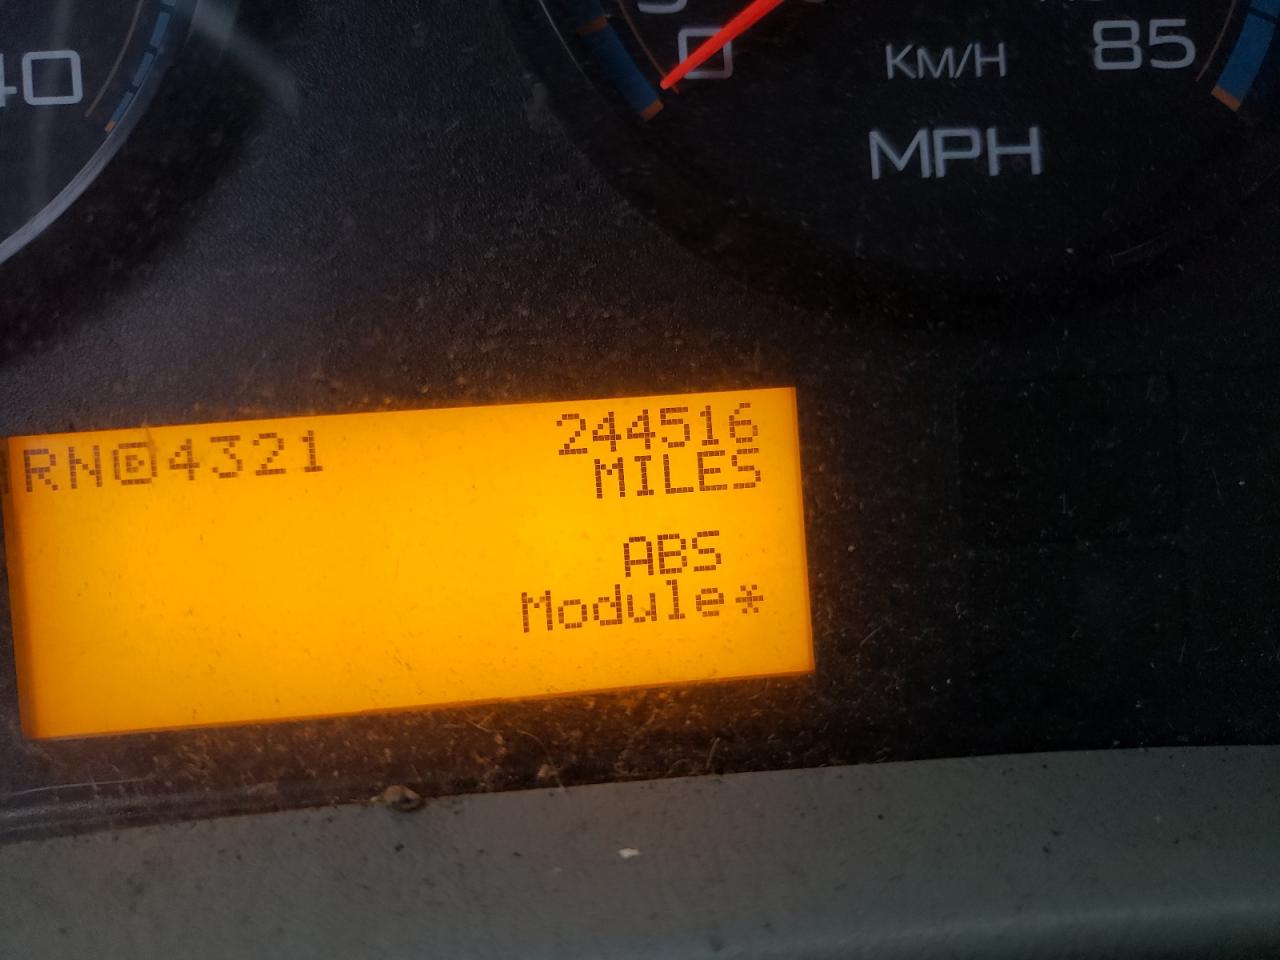 40
0
KM/H
85
MPH
RN@4321
244516
MILES
ABS
Module*